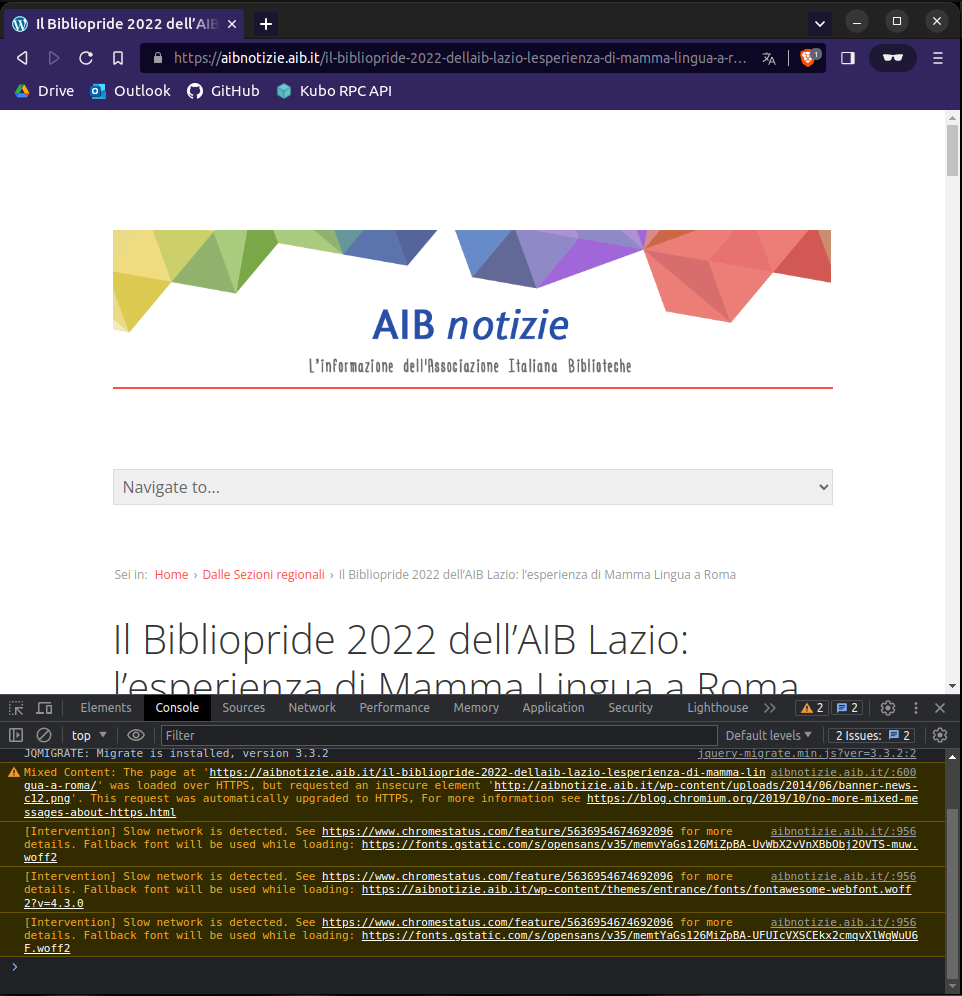 Il Bibliopride 2022 dell'AIB
https://aibnotizie.aib.it/il-bibliopride-2022-dellaib-lazio-lesperienza-di-mamma-lingua-a-r…
1
Drive Outlook GitHub Kubo RPC API
AIB notizie
L'informazione dell'Associazione Italiana Biblioteche
Navigate to...
Sei in: Home › Dalle Sezioni regionali › Il Bibliopride 2022 dell'AIB Lazio: l'esperienza di Mamma Lingua a Roma
Il Bibliopride 2022 dell'AIB Lazio:
l'esperienza di Mamma Lingua a Roma
Elements Console Sources Network Performance Memory Application Security Lighthouse 2 2
top Filter Default levels 2 Issues: 2
JQMIGRATE: Migrate is installed, version 3.3.2 jquery-migrate.min.js?ver=3.3.2:2
Mixed Content: The page at 'https://aibnotizie.aib.it/il-bibliopride-2022-dellaib-lazio-lesperienza-di-mamma-lin aibnotizie.aib.it/:600
gua-a-roma/' was loaded over HTTPS, but requested an insecure element 'http://aibnotizie.aib.it/wp-content/uploads/2014/06/banner-news-
c12.png'. This request was automatically upgraded to HTTPS, For more information see https://blog.chromium.org/2019/10/no-more-mixed-me
ssages-about-https.html
[Intervention] Slow network is detected. See https://www.chromestatus.com/feature/5636954674692096 for more aibnotizie.aib.it/:956
details. Fallback font will be used while loading: https://fonts.gstatic.com/s/opensans/v35/memvYaGs126MiZpBA-UvWbX2vVnXBbObj2OVTS-muw.
woff2
[Intervention] Slow network is detected. See https://www.chromestatus.com/feature/5636954674692096 for more aibnotizie.aib.it/:956
details. Fallback font will be used while loading: https://aibnotizie.aib.it/wp-content/themes/entrance/fonts/fontawesome-webfont.woff
2?v=4.3.0
[Intervention] Slow network is detected. See https://www.chromestatus.com/feature/5636954674692096 for more aibnotizie.aib.it/:956
details. Fallback font will be used while loading: https://fonts.gstatic.com/s/opensans/v35/memtYaGs126MiZpBA-UFUIcVXSCEkx2cmqvXlWqWuU6
F.woff2